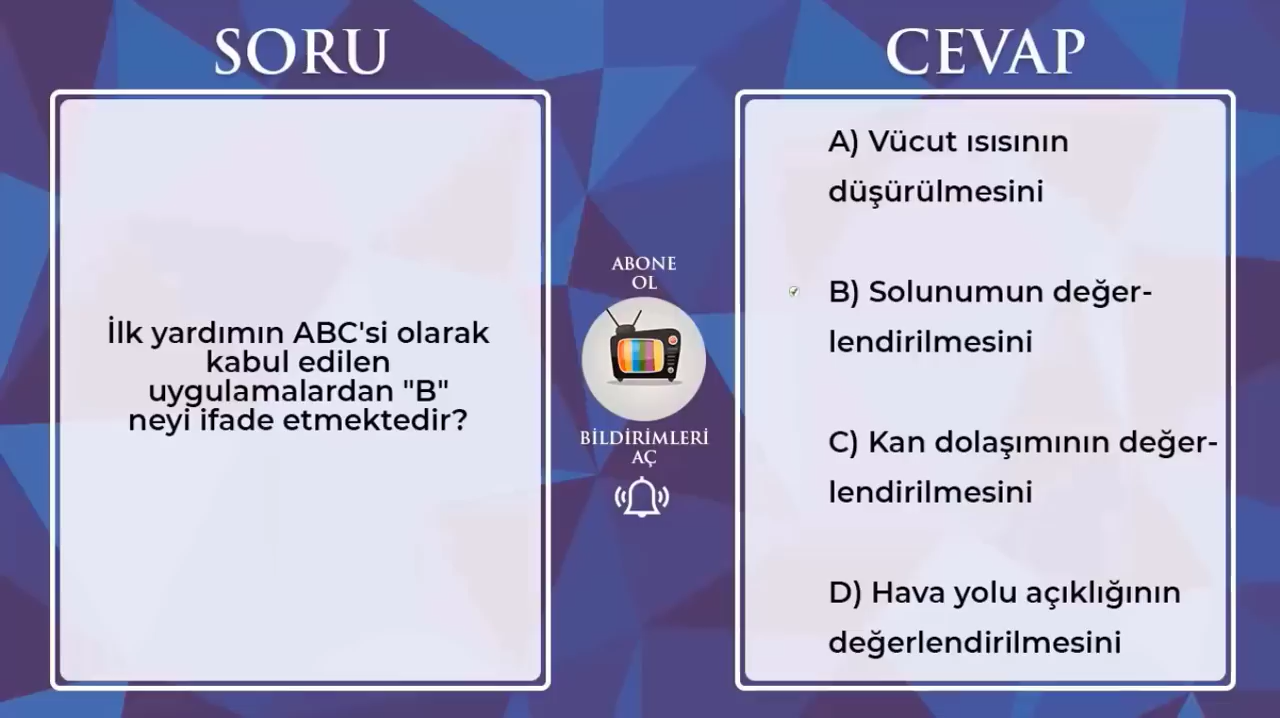 SORU
İlk yardımın ABC'si olarak
kabul edilen
uygulamalardan "B"
neyi ifade etmektedir?
ABONE
OL
BİLDİRİMLERİ
AÇ
CEVAP
A) Vücut ısısının
düşürülmesini
B) Solunumun değer-
lendirilmesini
C) Kan dolaşımının değer-
lendirilmesini
D) Hava yolu açıklığının
değerlendirilmesini